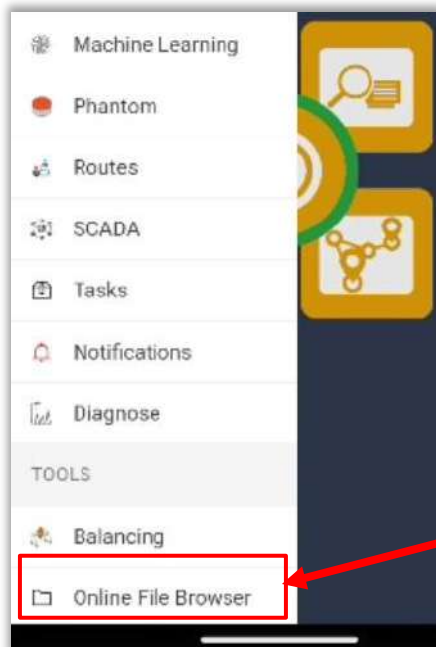 Machine Learning
Phantom
Routes
SCADA
Tasks
Notifications
Diagnose
TOOLS
Balancing
Online File Browser